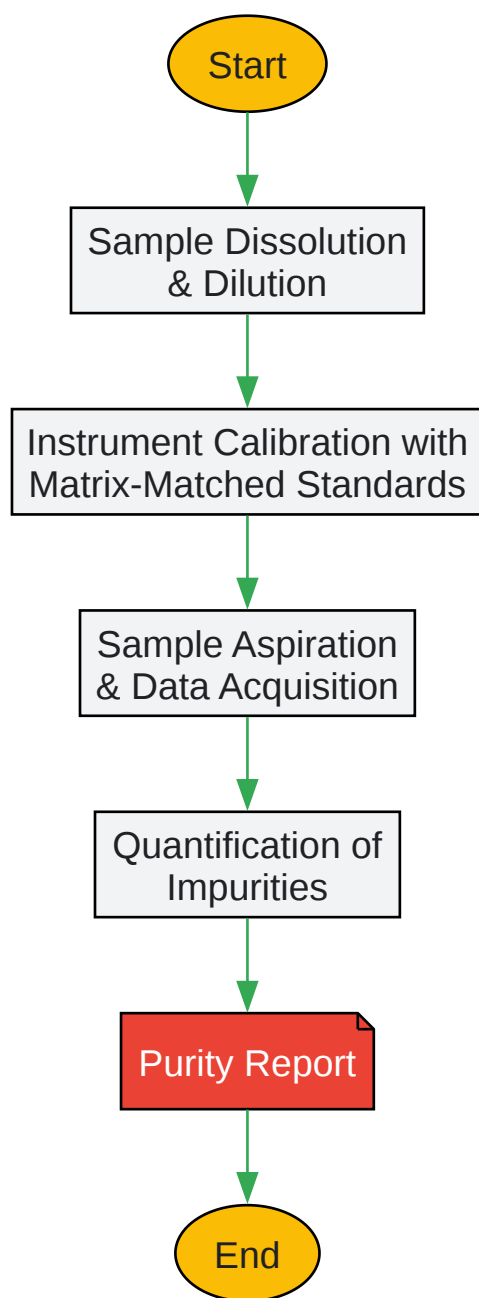 Start
Sample Dissolution
& Dilution
Instrument Calibration with
Matrix-Matched Standards
Sample Aspiration
& Data Acquisition
Quantification of
Impurities
Purity Report
End